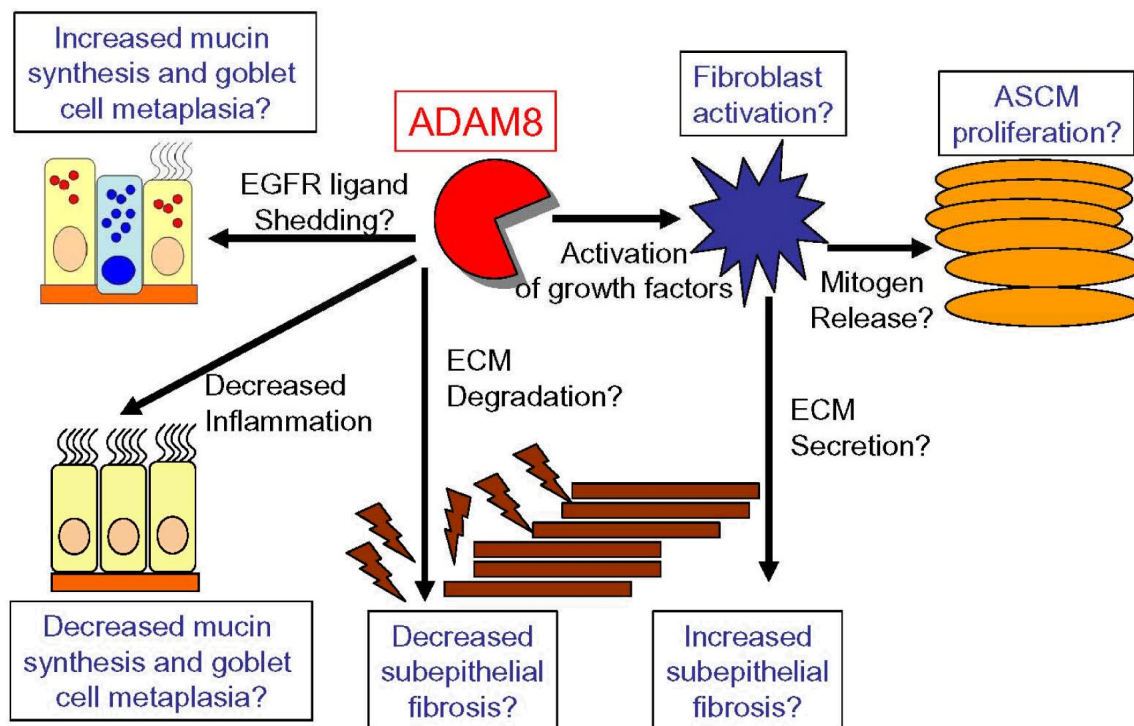 Increased mucin
synthesis and goblet
cell metaplasia?
ADAM8
Fibroblast
activation?
ASCM
proliferation?
EGFR ligand
Shedding?
Activation
of growth factors
Mitogen
Release?
Decreased
Inflammation
ECM
Degradation?
ECM
Secretion?
Decreased mucin
synthesis and goblet
cell metaplasia?
Decreased
subepithelial
fibrosis?
Increased
subepithelial
fibrosis?